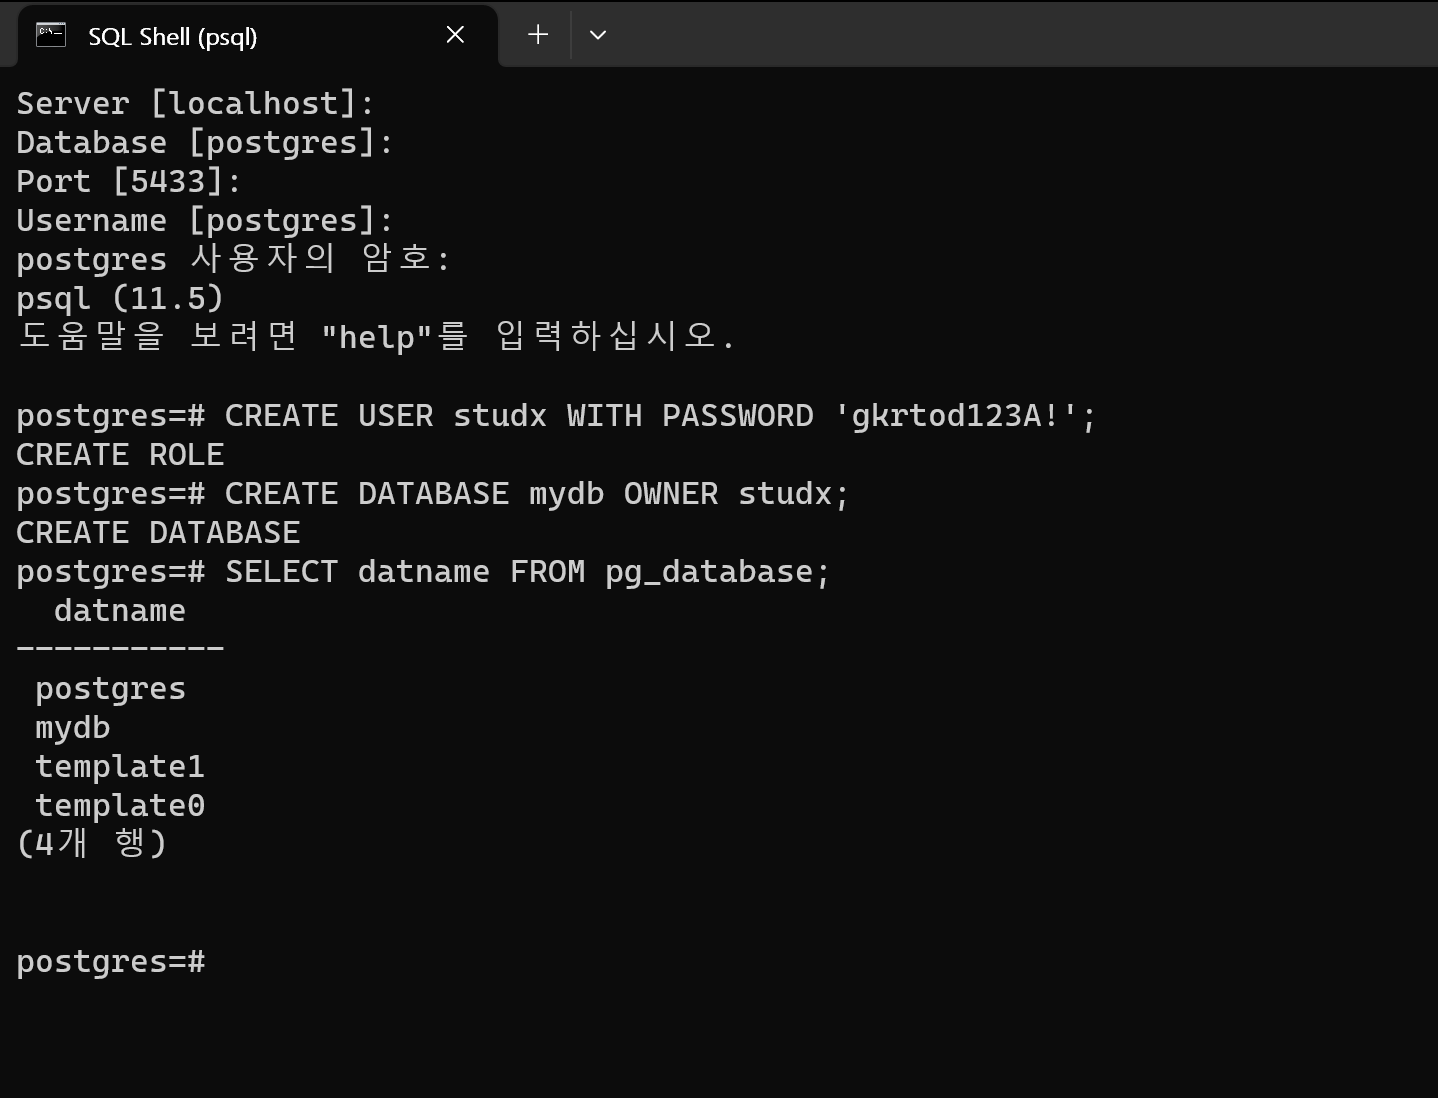 SQL Shell (psql)
Server [localhost]:
Database [postgres]:
Port [5433]:
Username [postgres]:
postgres 사용자의 암호:
psql (11.5)
도움말을 보려면 "help"를 입력하십시오.
postgres=# CREATE USER studx WITH PASSWORD 'gkrtod123A!';
CREATE ROLE
postgres=# CREATE DATABASE mydb OWNER studx;
CREATE DATABASE
postgres=# SELECT datname FROM pg_database;
datname
-----------
postgres
mydb
template1
template0
(4개 행)
postgres=#